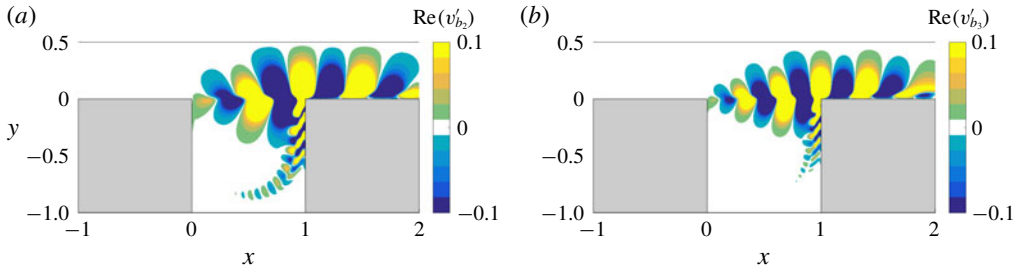 (a) Re(v′b2) (b) Re(v′b3)
0.5 0.1 0.5 0.1
0 0 0 0
y
−0.5 −0.5
−1.0 −0.1 −1.0 −0.1
−1 0 1 2 −1 0 1 2
x x